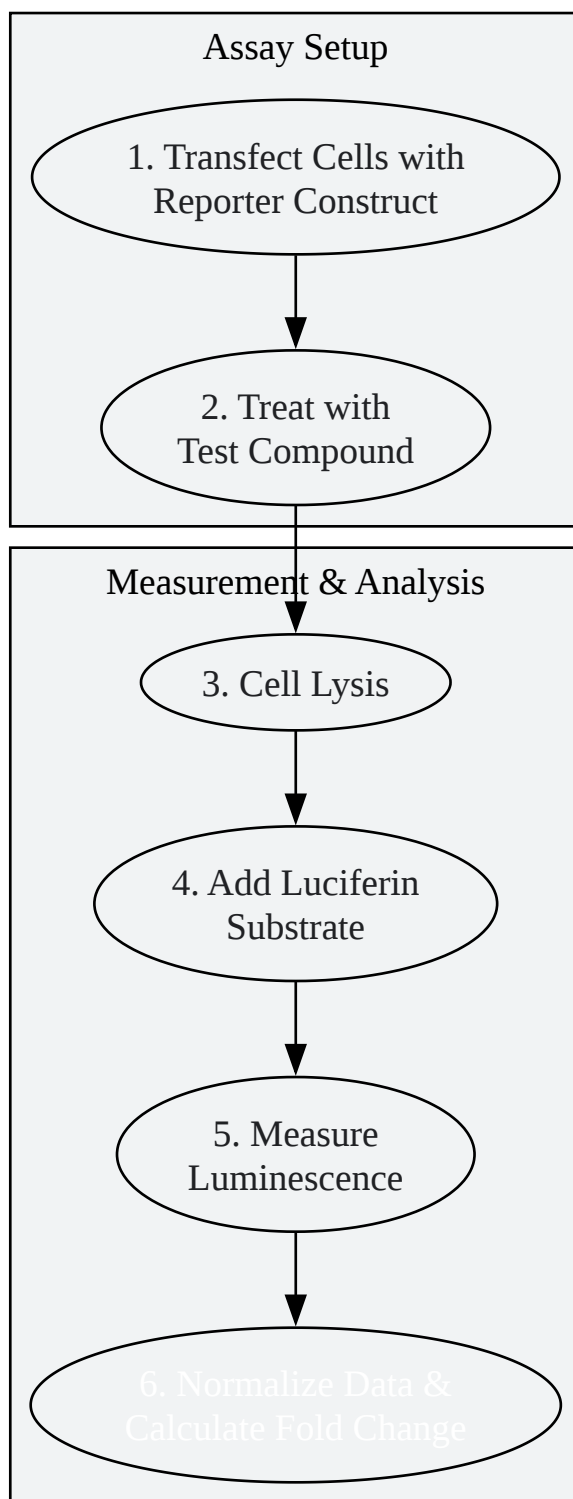 Assay Setup
1. Transfect Cells with
Reporter Construct
2. Treat with
Test Compound
Measurement & Analysis
3. Cell Lysis
4. Add Luciferin
Substrate
5. Measure
Luminescence
6. Normalize Data &
Calculate Fold Change